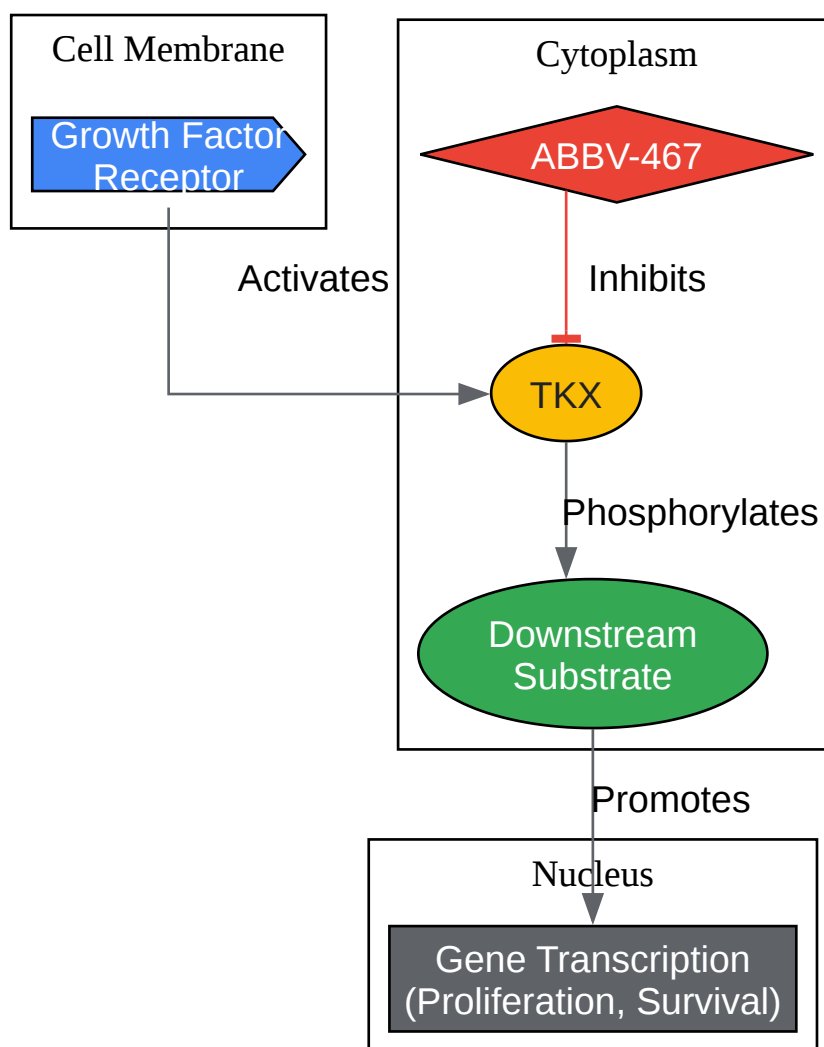 Cell Membrane
Growth Factor
Receptor
Cytoplasm
ABBV-467
Activates
Inhibits
TKX
Phosphorylates
Downstream
Substrate
Promotes
Nucleus
Gene Transcription
(Proliferation, Survival)